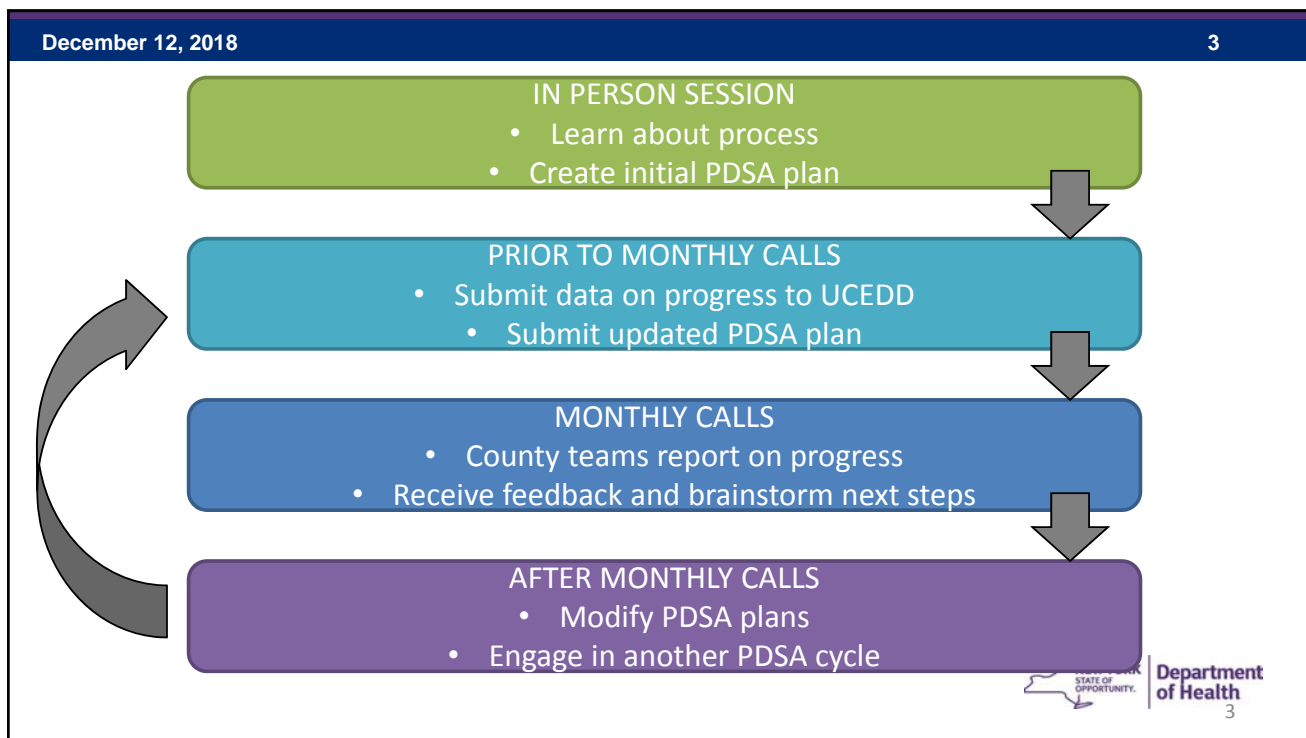 December 12, 2018 3
IN PERSON SESSION
• Learn about process
• Create initial PDSA plan
PRIOR TO MONTHLY CALLS
• Submit data on progress to UCEDD
• Submit updated PDSA plan
MONTHLY CALLS
• County teams report on progress
• Receive feedback and brainstorm next steps
AFTER MONTHLY CALLS
• Modify PDSA plans
• Engage in another PDSA cycle
STATE OF
OPPORTUNITY.
Department
of Health
3